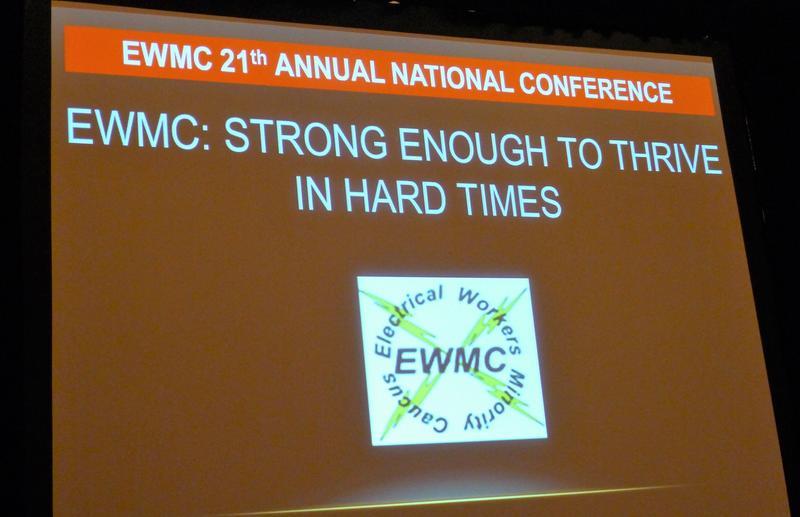 EWMC 21th ANNUAL NATIONAL CONFERENCE
EWMC: STRONG ENOUGH TO THRIVE
IN HARD TIMES
Electrical Workers Minority Caucus
EWMC